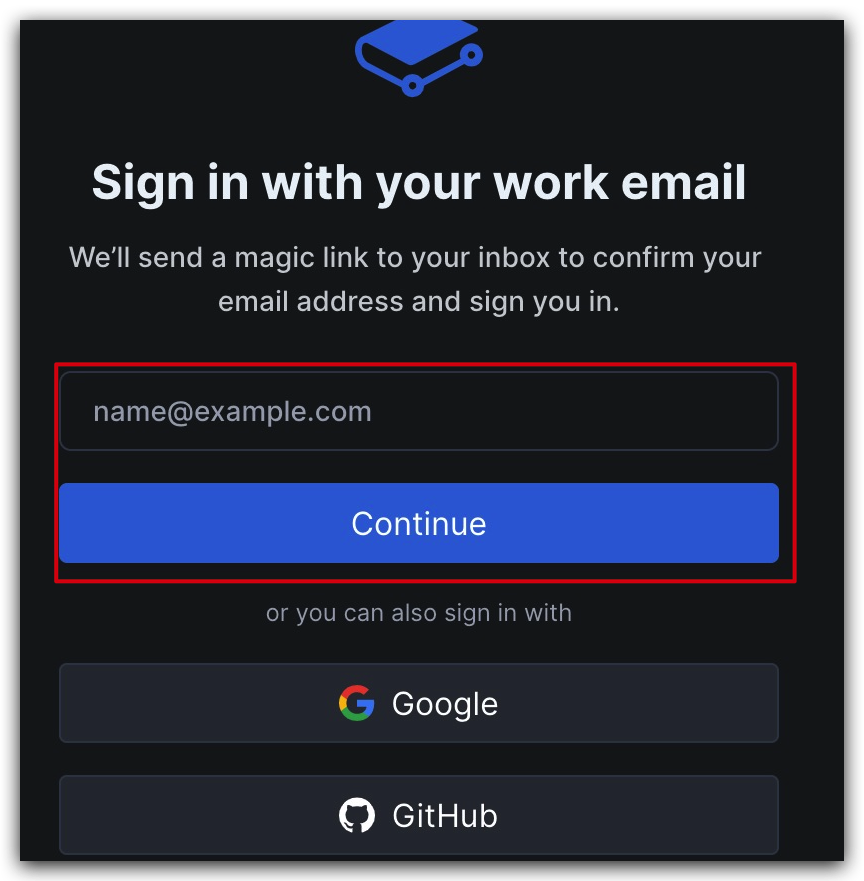 Sign in with your work email
We’ll send a magic link to your inbox to confirm your
email address and sign you in.
name@example.com
Continue
or you can also sign in with
Google
GitHub